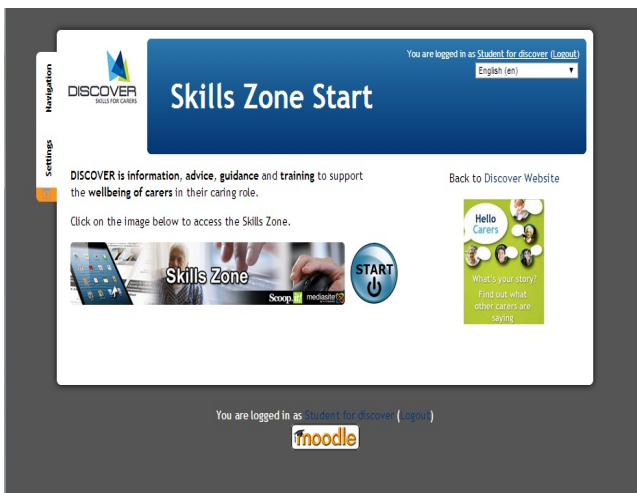 You are logged in as Student for discover (Logout)
English (en)
Navigation
Settings
DISCOVER
SKILLS FOR CARERS
Skills Zone Start
DISCOVER is information, advice, guidance and training to support
the wellbeing of carers in their caring role.
Click on the image below to access the Skills Zone.
Skills Zone
Scoop.it! mediasite
START
Back to Discover Website
Hello
Carers
What's your story?
Find out what
other carers are
saying
You are logged in as Student for discover (Logout)
moodle